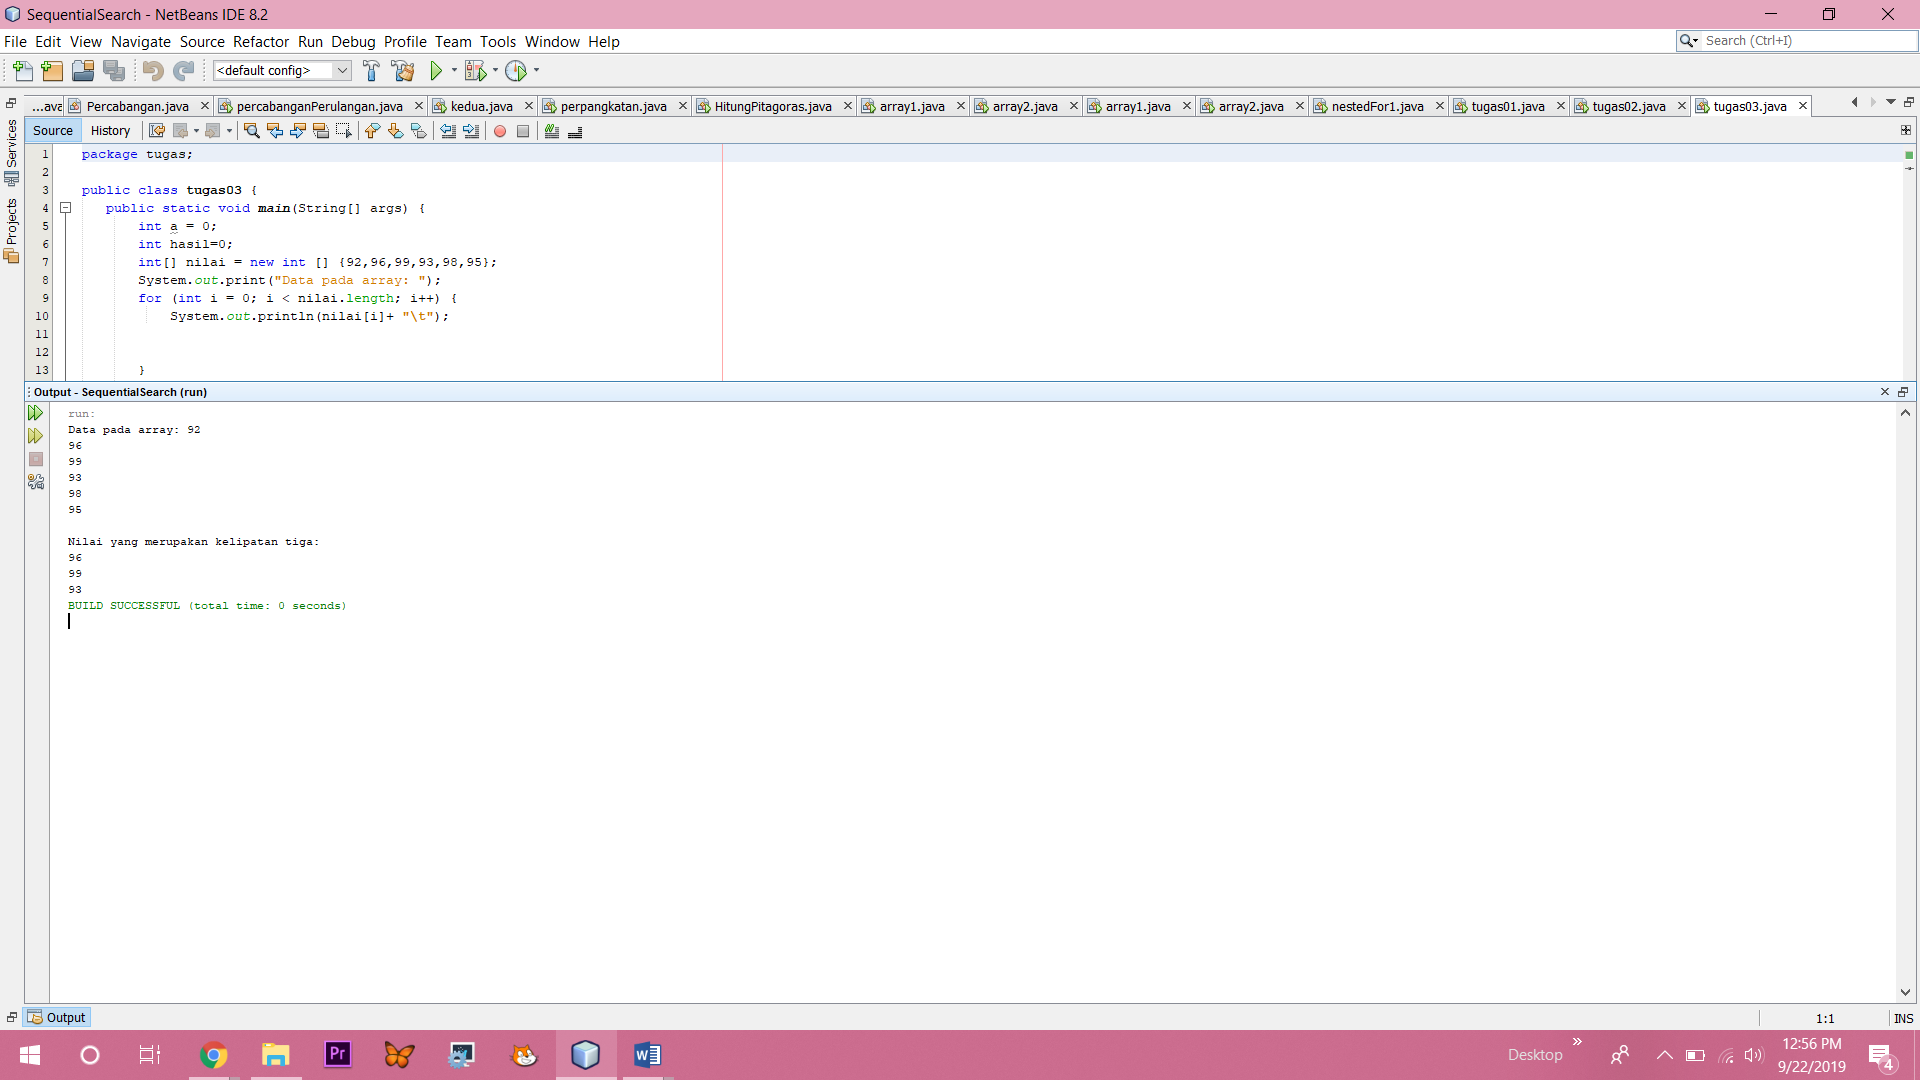 SequentialSearch - NetBeans IDE 8.2
File Edit View Navigate Source Refactor Run Debug Profile Team Tools Window Help
Search (Ctrl+I)
<default config>
...ava Percabangan.java percabanganPerulangan.java kedua.java perpangkatan.java HitungPitagoras.java array1.java array2.java array1.java array2.java nestedFor1.java tugas01.java tugas02.java tugas03.java
Source History
Services
Projects
1 package tugas;
2
3 public class tugas03 {
4 public static void main(String[] args) {
5 int a = 0;
6 int hasil=0;
7 int[] nilai = new int [] {92,96,99,93,98,95};
8 System.out.print("Data pada array: ");
9 for (int i = 0; i < nilai.length; i++) {
10 System.out.println(nilai[i]+ "\t");
11
12
13 }
Output - SequentialSearch (run)
run:
Data pada array: 92
96
99
93
98
95
Nilai yang merupakan kelipatan tiga:
96
99
93
BUILD SUCCESSFUL (total time: 0 seconds)
Output
1:1 INS
Pr
Desktop
12:56 PM
9/22/2019
4